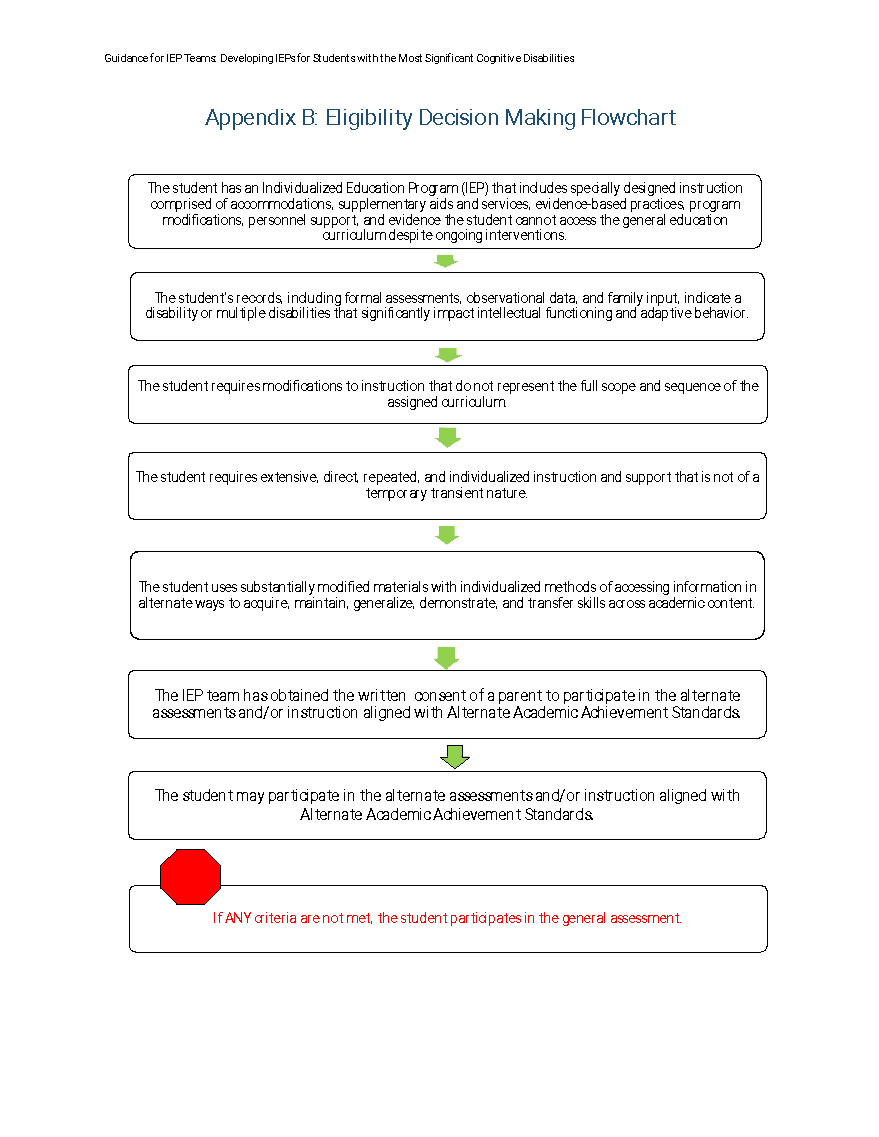 Guidance for IEP Teams: Developing IEPs for Students with the Most Significant Cognitive Disabilities
Appendix B: Eligibility Decision Making Flowchart
The student has an Individualized Education Program (IEP) that includes specially designed instruction
comprised of accommodations, supplementary aids and services, evidence-based practices, program
modifications, personnel support, and evidence the student cannot access the general education
curriculum despite ongoing interventions.
The student's records, including formal assessments, observational data, and family input, indicate a
disability or multiple disabilities that significantly impact intellectual functioning and adaptive behavior.
The student requires modifications to instruction that do not represent the full scope and sequence of the
assigned curriculum.
The student requires extensive, direct, repeated, and individualized instruction and support that is not of a
temporary transient nature.
The student uses substantially modified materials with individualized methods of accessing information in
alternate ways to acquire, maintain, generalize, demonstrate, and transfer skills across academic content.
The IEP team has obtained the written consent of a parent to participate in the alternate
assessments and/or instruction aligned with Alternate Academic Achievement Standards.
The student may participate in the alternate assessments and/or instruction aligned with
Alternate Academic Achievement Standards.
If ANY criteria are not met, the student participates in the general assessment.